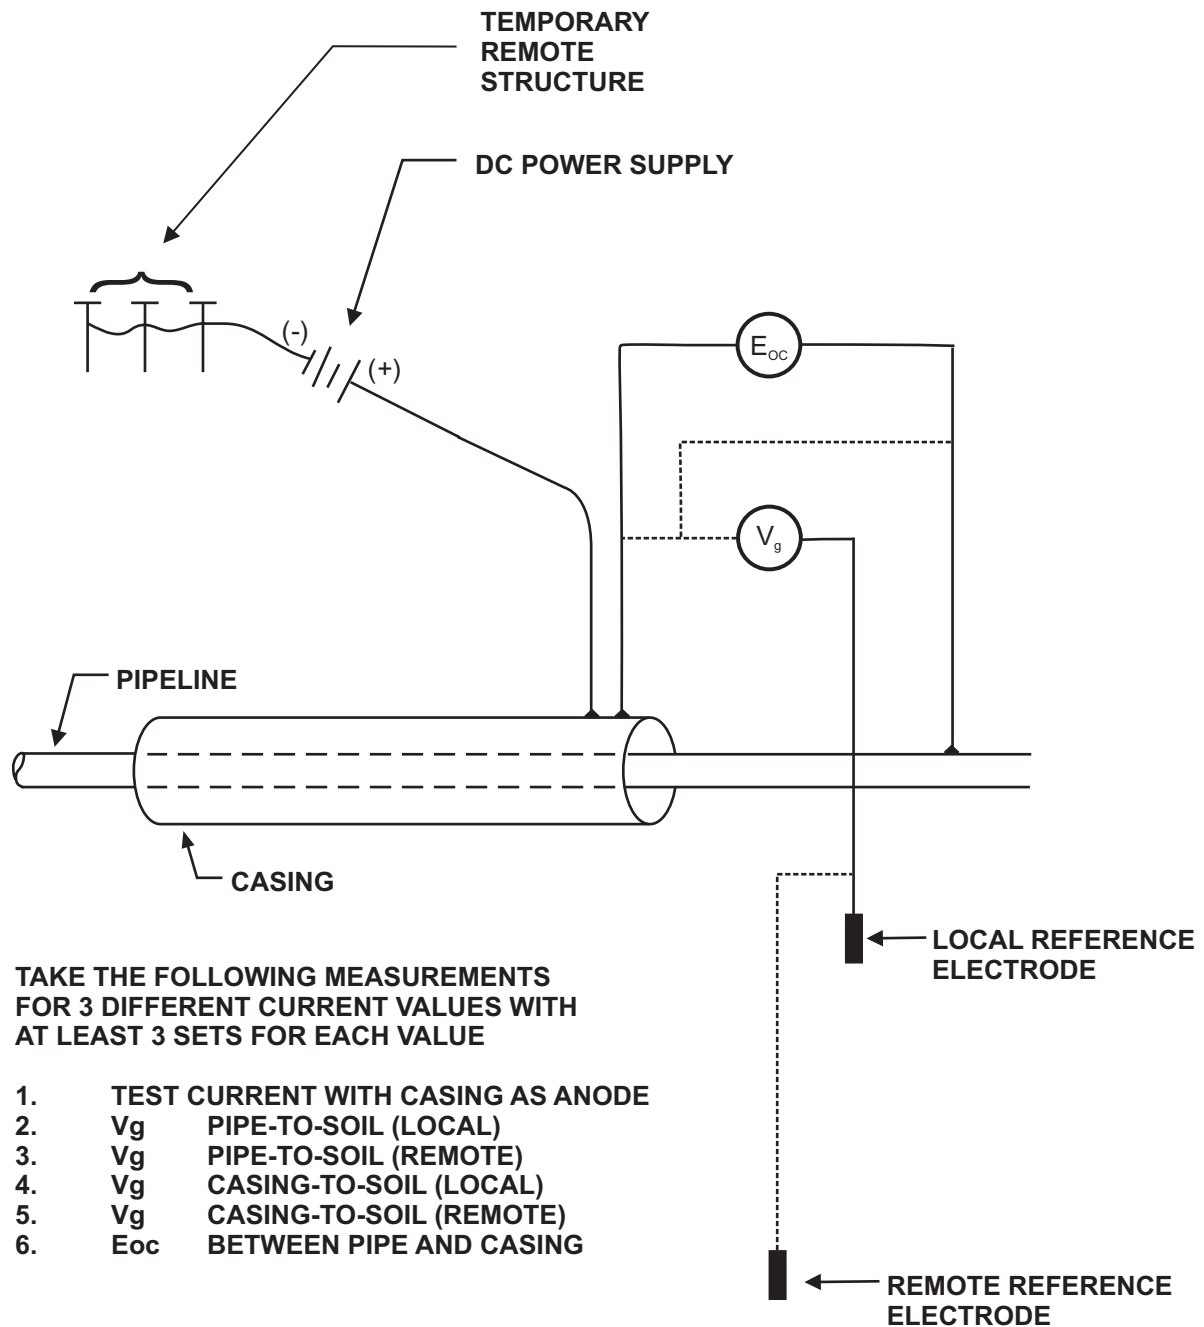 TEMPORARY
REMOTE
STRUCTURE
DC POWER SUPPLY
(-)
(+)
EOC
Vg
PIPELINE
CASING
LOCAL REFERENCE
ELECTRODE
TAKE THE FOLLOWING MEASUREMENTS
FOR 3 DIFFERENT CURRENT VALUES WITH
AT LEAST 3 SETS FOR EACH VALUE
1. TEST CURRENT WITH CASING AS ANODE
2. Vg PIPE-TO-SOIL (LOCAL)
3. Vg PIPE-TO-SOIL (REMOTE)
4. Vg CASING-TO-SOIL (LOCAL)
5. Vg CASING-TO-SOIL (REMOTE)
6. Eoc BETWEEN PIPE AND CASING
REMOTE REFERENCE
ELECTRODE